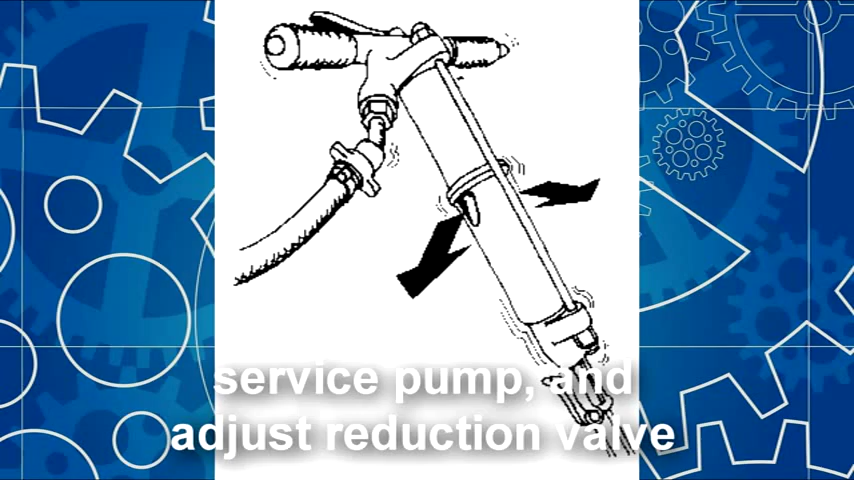 service pump, and
adjust reduction valve